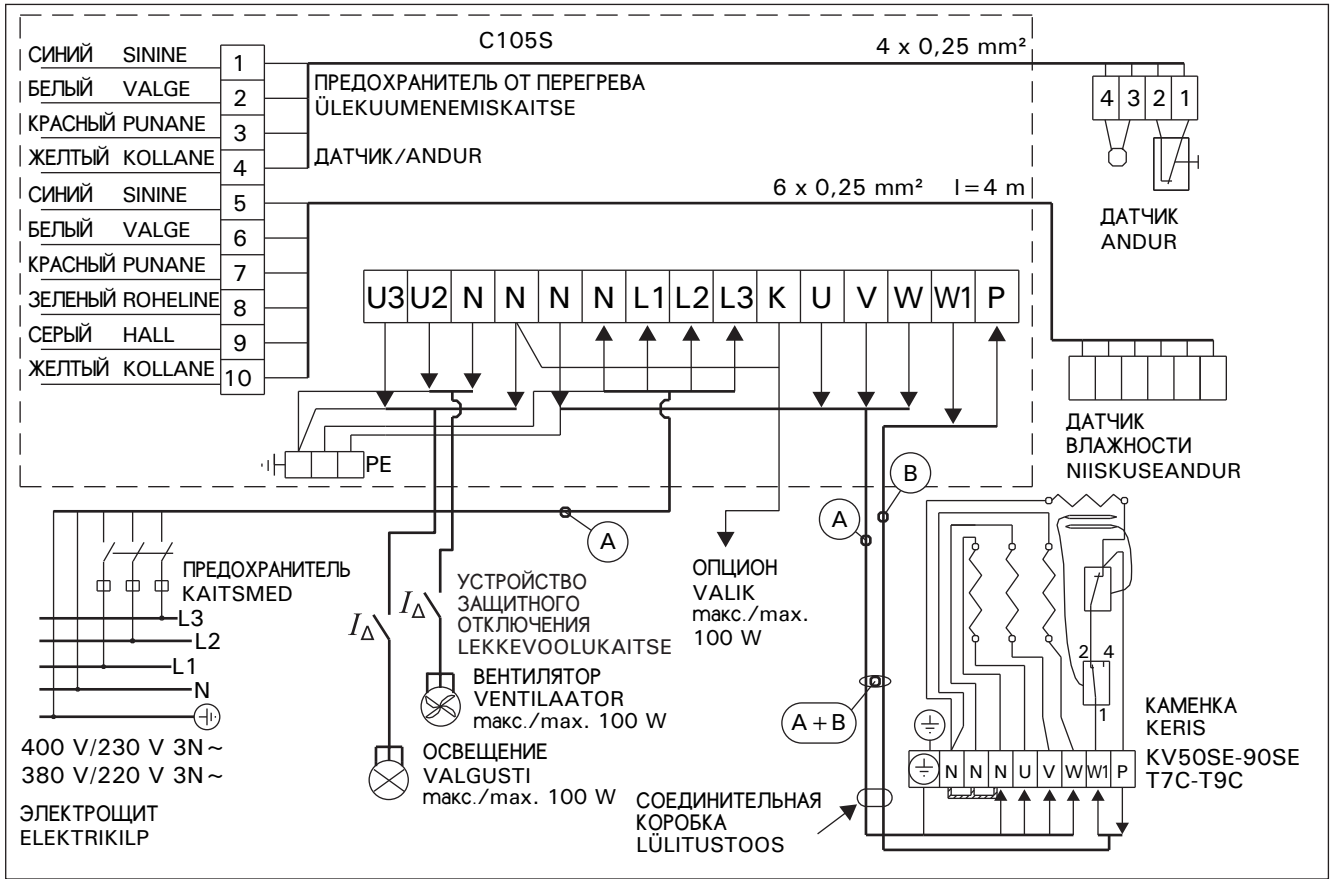 C105S
4 x 0,25 mm²
СИНИЙ SININE 1
БЕЛЫЙ VALGE 2
КРАСНЫЙ PUNANE 3
ЖЕЛТЫЙ KOLLANE 4
СИНИЙ SININE 5
БЕЛЫЙ VALGE 6
КРАСНЫЙ PUNANE 7
ЗЕЛЕНЫЙ ROHELINE 8
СЕРЫЙ HALL 9
ЖЕЛТЫЙ KOLLANE 10
ПРЕДОХРАНИТЕЛЬ ОТ ПЕРЕГРЕВА
ÜLEKUUMENEMISKAITSE
ДАТЧИК/ANDUR
4 3 2 1
ДАТЧИК
ANDUR
6 x 0,25 mm² l=4 m
U3 U2 N N N N L1 L2 L3 K U V W W1 P
ДАТЧИК
ВЛАЖНОСТИ
NIISKUSEANDUR
PE
A
A
B
A+B
ПРЕДОХРАНИТЕЛЬ
KAITSMED
L3
L2
L1
N
400 V/230 V 3N~
380 V/220 V 3N~
ЭЛЕКТРОЩИТ
ELEKTRIKILP
I∆
I∆
УСТРОЙСТВО
ЗАЩИТНОГО
ОТКЛЮЧЕНИЯ
LEKKEVOOLUKAITSE
ВЕНТИЛЯТОР
VENTILAATOR
макс./max. 100 W
ОСВЕЩЕНИЕ
VALGUSTI
макс./max. 100 W
ОПЦИОН
VALIK
макс./max.
100 W
СОЕДИНИТЕЛЬНАЯ
КОРОБКА
LÜLITUSTOOS
2 4
1
N N N U V W W1 P
КАМЕНКА
KERIS
KV50SE-90SE
T7C-T9C